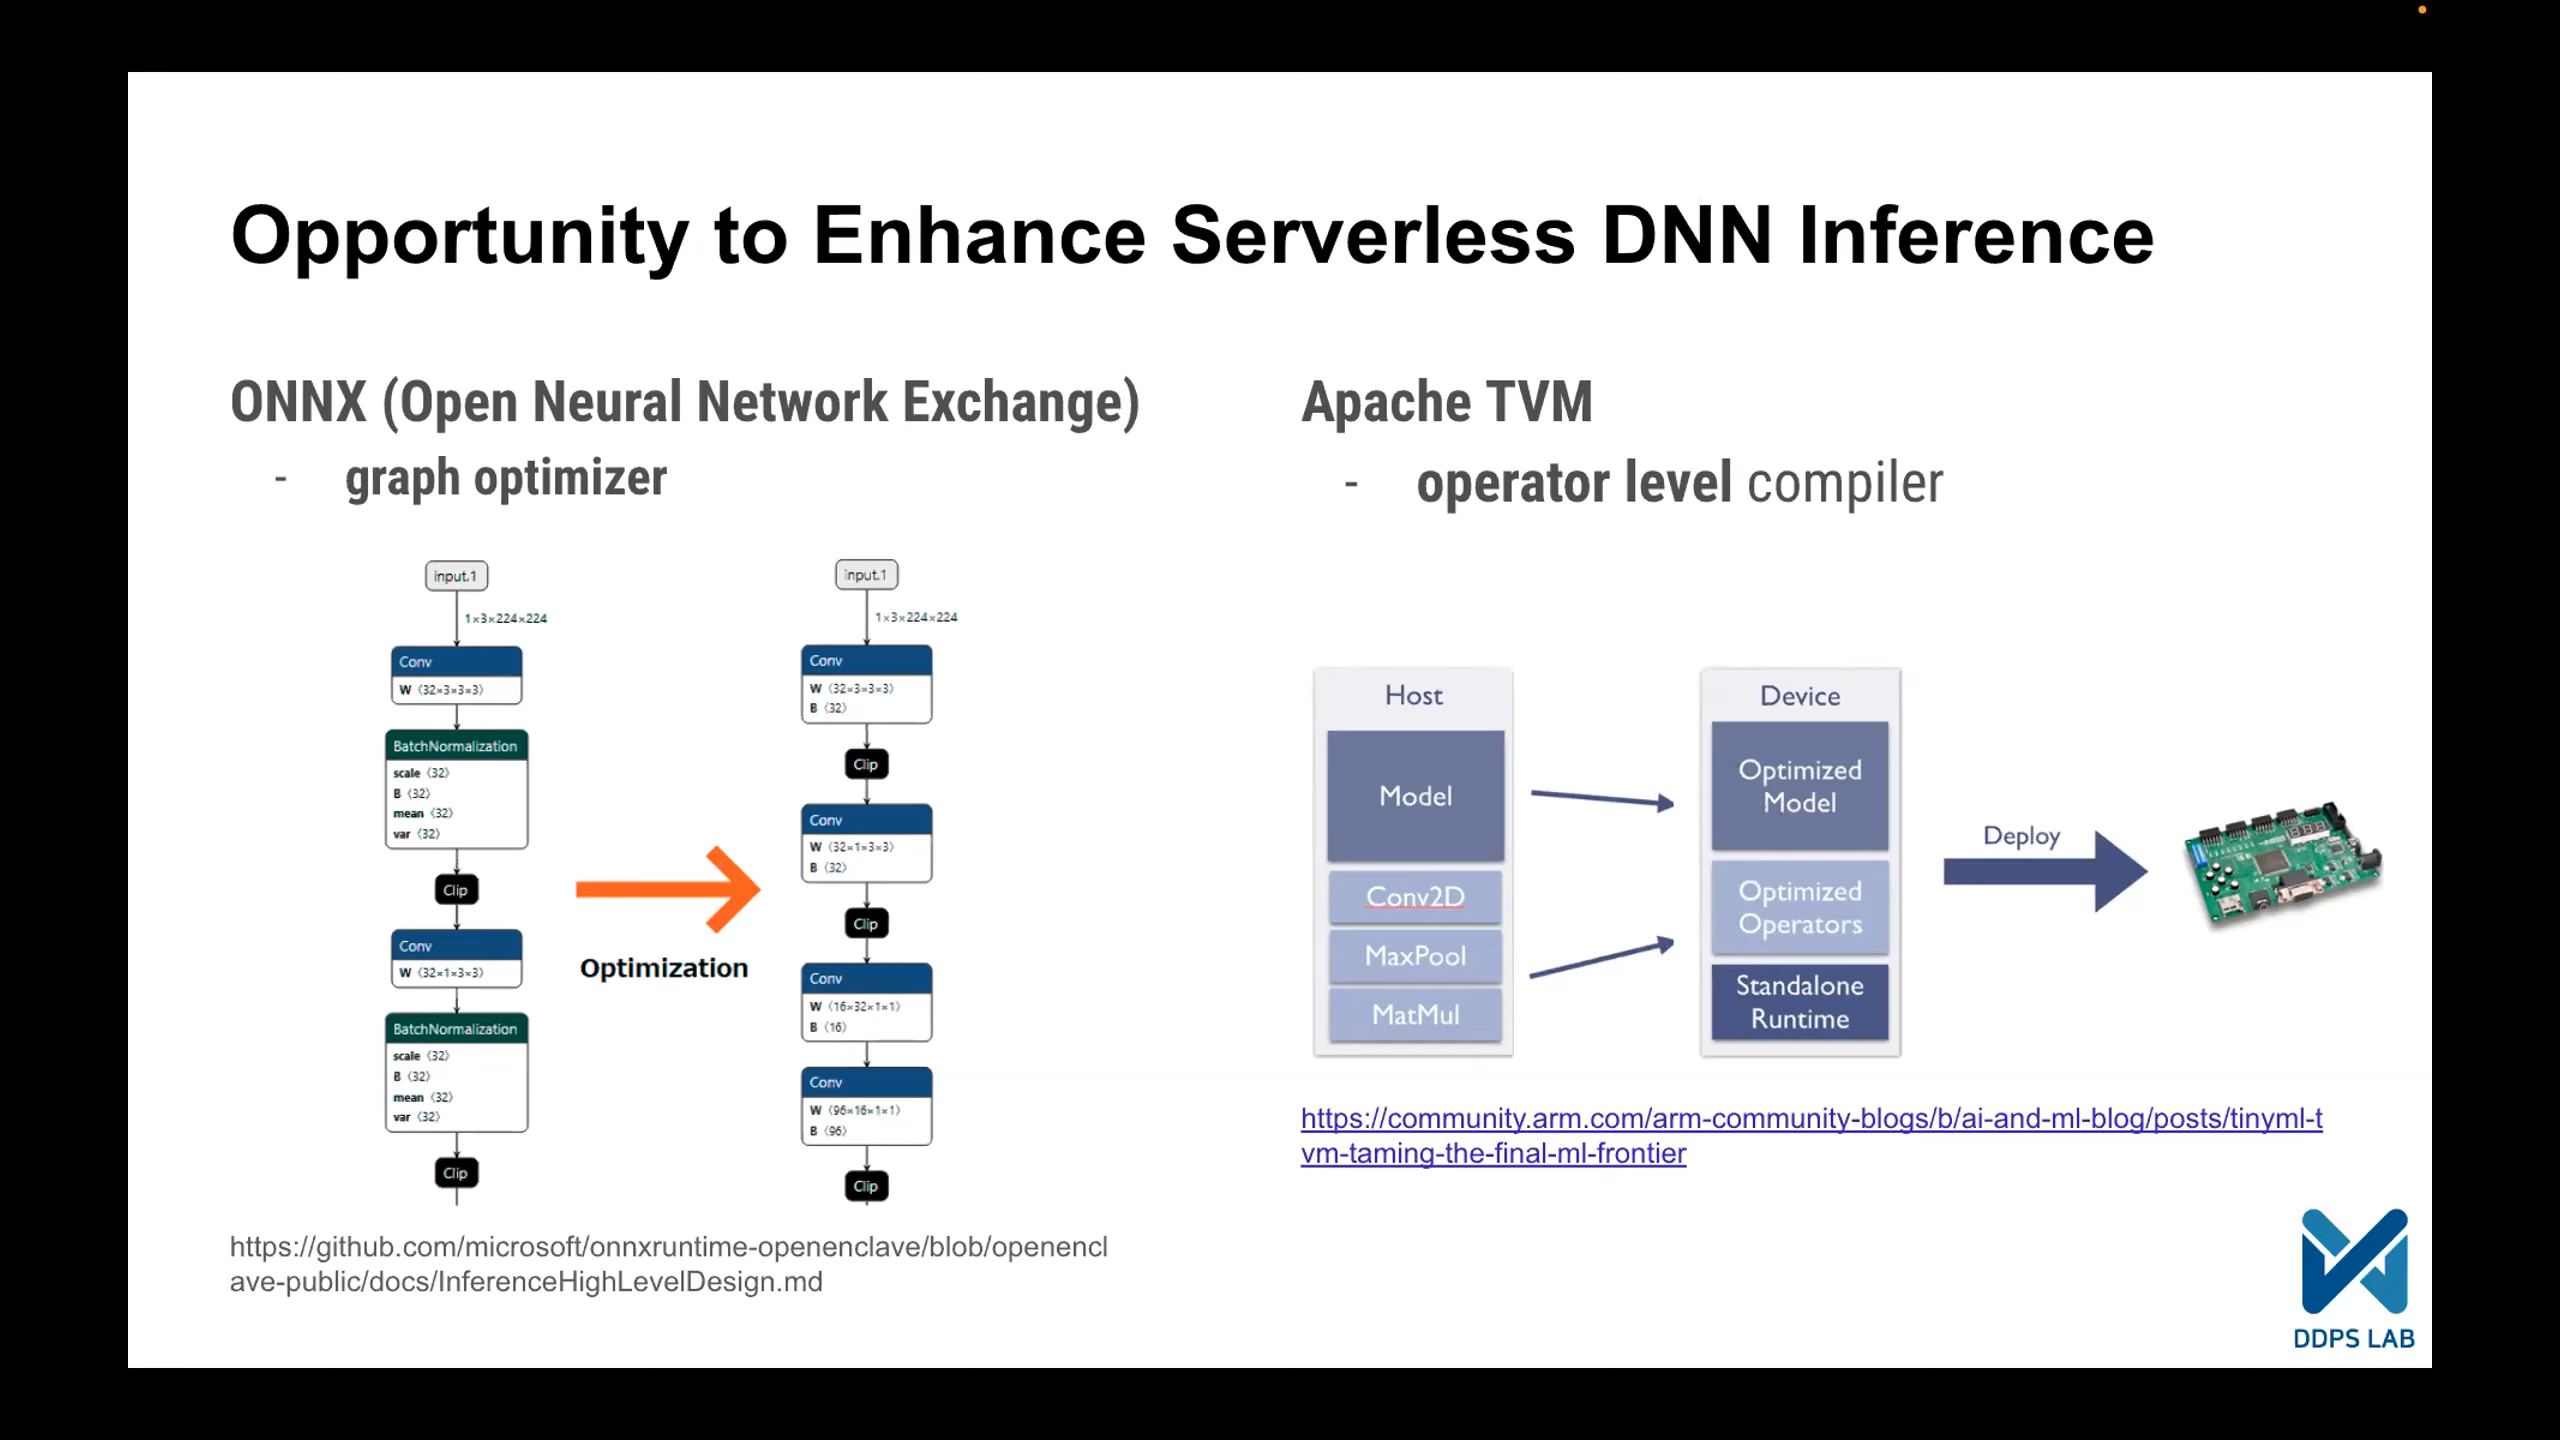 Opportunity to Enhance Serverless DNN Inference
ONNX (Open Neural Network Exchange)
- graph optimizer
input.1
1×3×224×224
Conv
W ⟨32×3×3×3⟩
BatchNormalization
scale ⟨32⟩
B ⟨32⟩
mean ⟨32⟩
var ⟨32⟩
Clip
Conv
W ⟨32×1×3×3⟩
BatchNormalization
scale ⟨32⟩
B ⟨32⟩
mean ⟨32⟩
var ⟨32⟩
Clip
Optimization
input.1
1×3×224×224
Conv
W ⟨32×3×3×3⟩
B ⟨32⟩
Clip
Conv
W ⟨32×1×3×3⟩
B ⟨32⟩
Clip
Conv
W ⟨16×32×1×1⟩
B ⟨16⟩
Conv
W ⟨96×16×1×1⟩
B ⟨96⟩
Clip
https://github.com/microsoft/onnxruntime-openenclave/blob/openencl
ave-public/docs/InferenceHighLevelDesign.md
Apache TVM
- operator level compiler
Host
Model
Conv2D
MaxPool
MatMul
Device
Optimized
Model
Optimized
Operators
Standalone
Runtime
Deploy
https://community.arm.com/arm-community-blogs/b/ai-and-ml-blog/posts/tinyml-t
vm-taming-the-final-ml-frontier
DDPS LAB